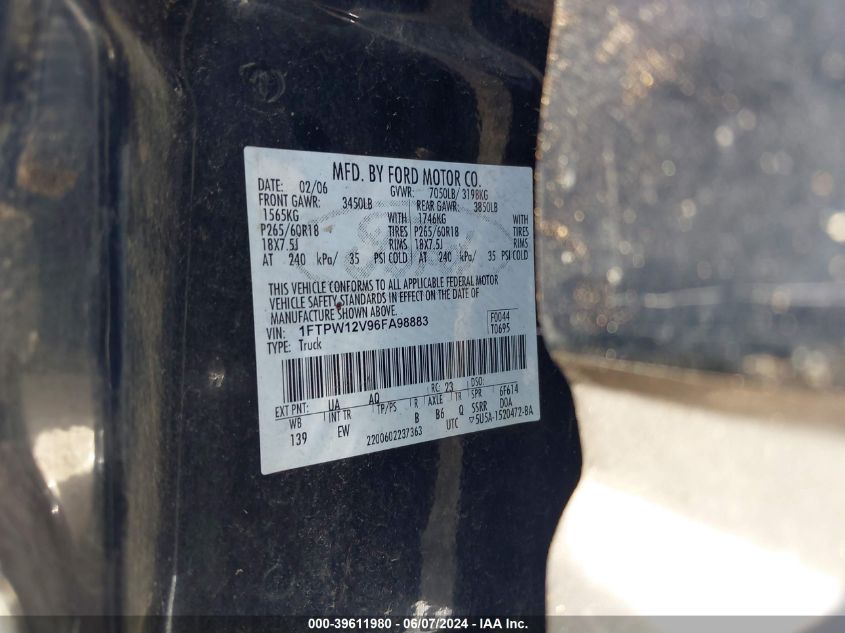 MFD. BY FORD MOTOR CO.
DATE: 02/06 GVWR: 7050LB/ 3198KG
FRONT GAWR: 3450LB REAR GAWR: 3850LB
1565KG WITH 1746KG WITH
P265/60R18 TIRES P265/60R18 TIRES
18X7.5J RIMS 18X7.5J RIMS
AT 240 kPa/ 35 PSI COLD AT 240 kPa/ 35 PSI COLD
THIS VEHICLE CONFORMS TO ALL APPLICABLE FEDERAL MOTOR
VEHICLE SAFETY STANDARDS IN EFFECT ON THE DATE OF
MANUFACTURE SHOWN ABOVE.
VIN: 1FTPW12V96FA98883 F0044
TYPE: Truck T0695
EXT PNT: UA AQ RC: 23 DSO:
WB INT TR TP/PS R AXLE TR SPR 6F614
139 EW B B6 Q SSRR DOA
2200602237363 UTC ▽5U5A-1520472-BA
000-39611980 - 06/07/2024 - IAA Inc.